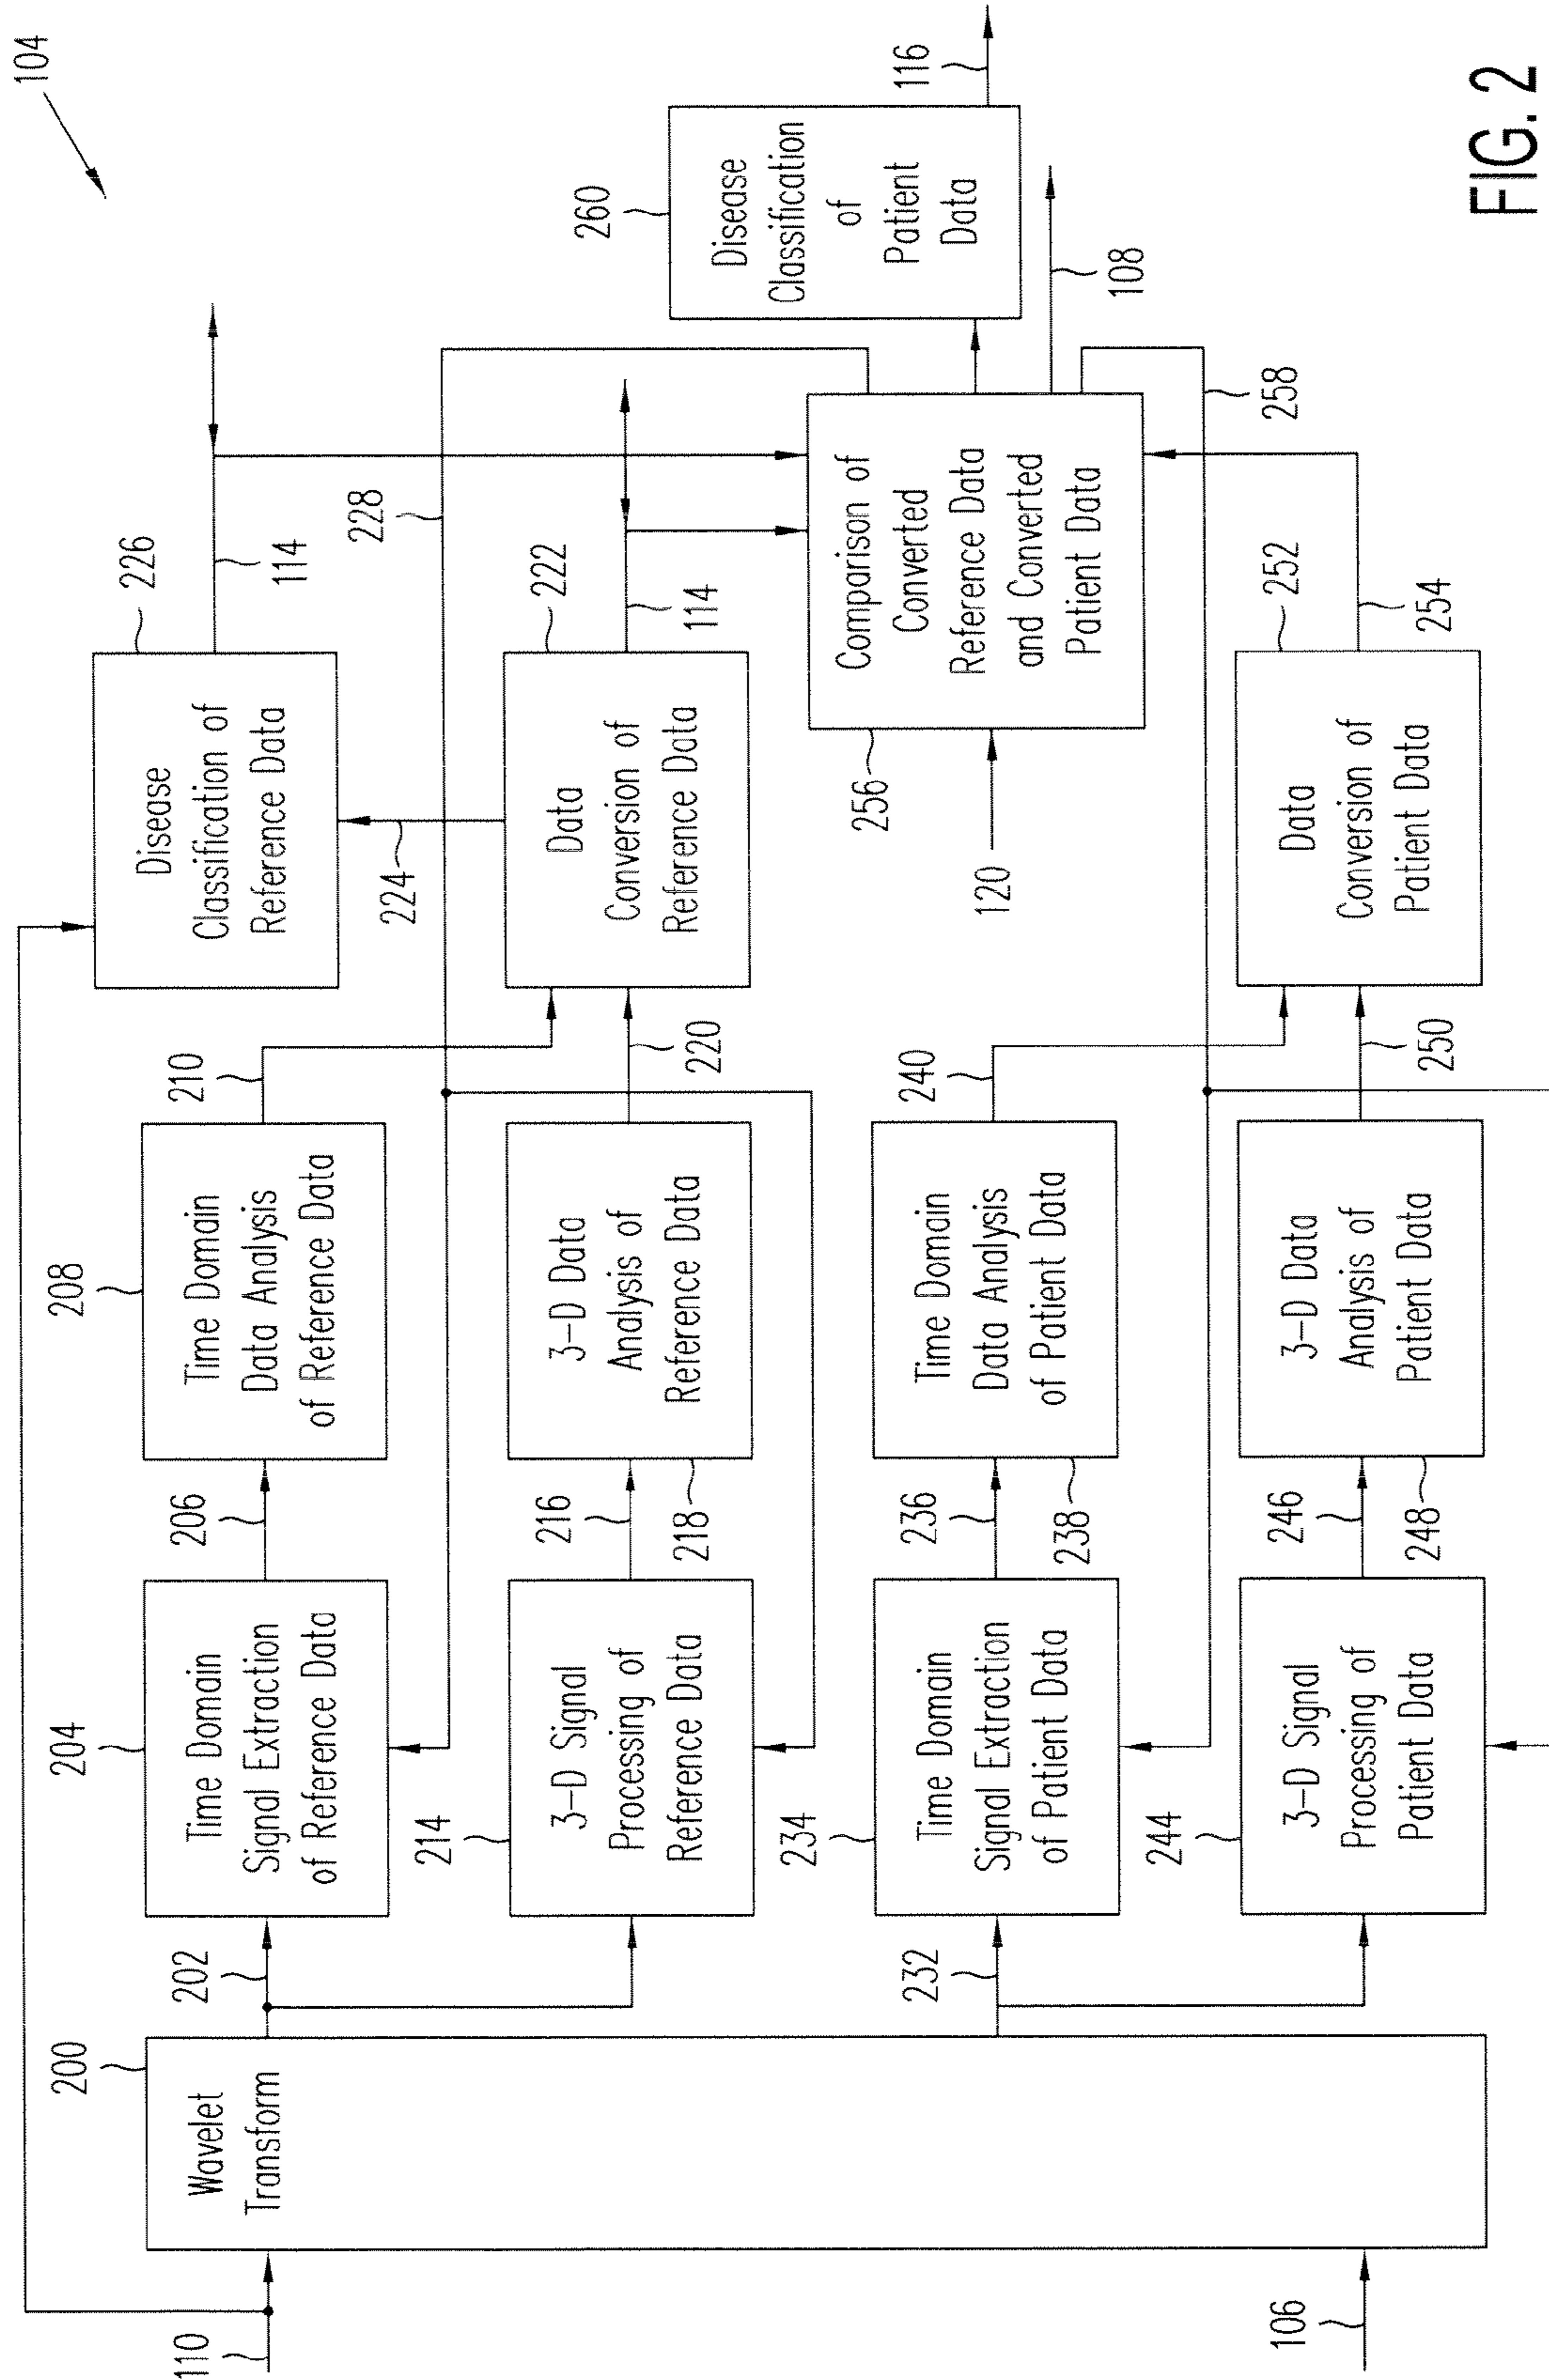 104
110
106
200
Wavelet
Transform
202
204
Time Domain
Signal Extraction
of Reference Data
206
208
Time Domain
Data Analysis
of Reference Data
210
226
Disease
Classification of
Reference Data
114
214
3-D Signal
Processing of
Reference Data
216
218
3-D Data
Analysis of
Reference Data
220
222
Data
Conversion of
Reference Data
224
114
228
232
234
Time Domain
Signal Extraction
of Patient Data
236
238
Time Domain
Data Analysis
of Patient Data
240
120
256
Comparison of
Converted
Reference Data
and Converted
Patient Data
260
Disease
Classification
of
Patient
Data
116
108
258
244
3-D Signal
Processing of
Patient Data
246
248
3-D Data
Analysis of
Patient Data
250
252
Data
Conversion of
Patient Data
254
FIG. 2